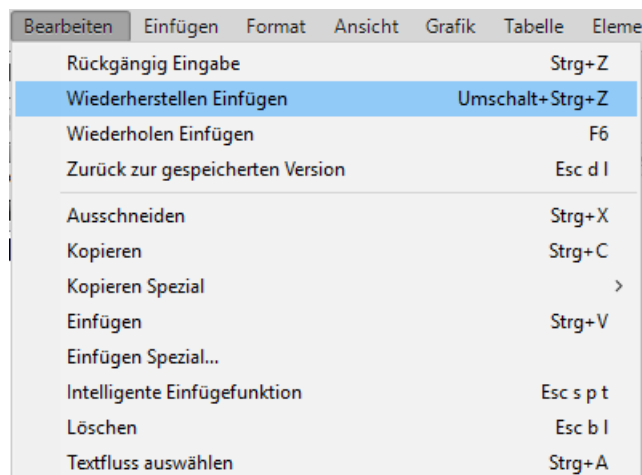 Bearbeiten Einfügen Format Ansicht Grafik Tabelle Eleme
Rückgängig Eingabe Strg+Z
Wiederherstellen Einfügen Umschalt+Strg+Z
Wiederholen Einfügen F6
Zurück zur gespeicherten Version Esc d l
Ausschneiden Strg+X
Kopieren Strg+C
Kopieren Spezial
Einfügen Strg+V
Einfügen Spezial...
Intelligente Einfügefunktion Esc s p t
Löschen Esc b l
Textfluss auswählen Strg+A